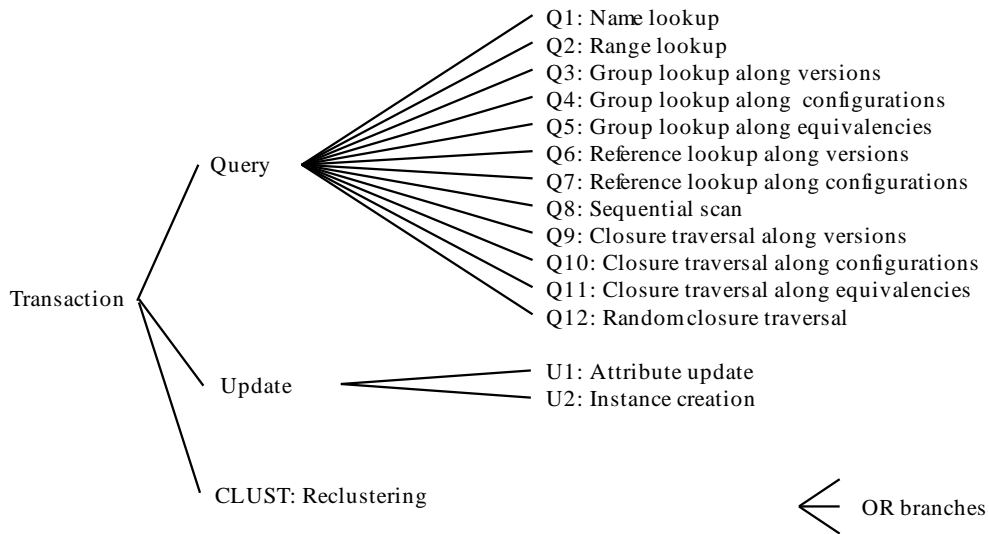 Q1: Name lookup
Q2: Range lookup
Q3: Group lookup along versions
Q4: Group lookup along configurations
Q5: Group lookup along equivalencies
Q6: Reference lookup along versions
Q7: Reference lookup along configurations
Q8: Sequential scan
Q9: Closure traversal along versions
Q10: Closure traversal along configurations
Q11: Closure traversal along equivalencies
Q12: Random closure traversal
Query
Transaction
Update
U1: Attribute update
U2: Instance creation
CLUST: Reclustering
OR branches